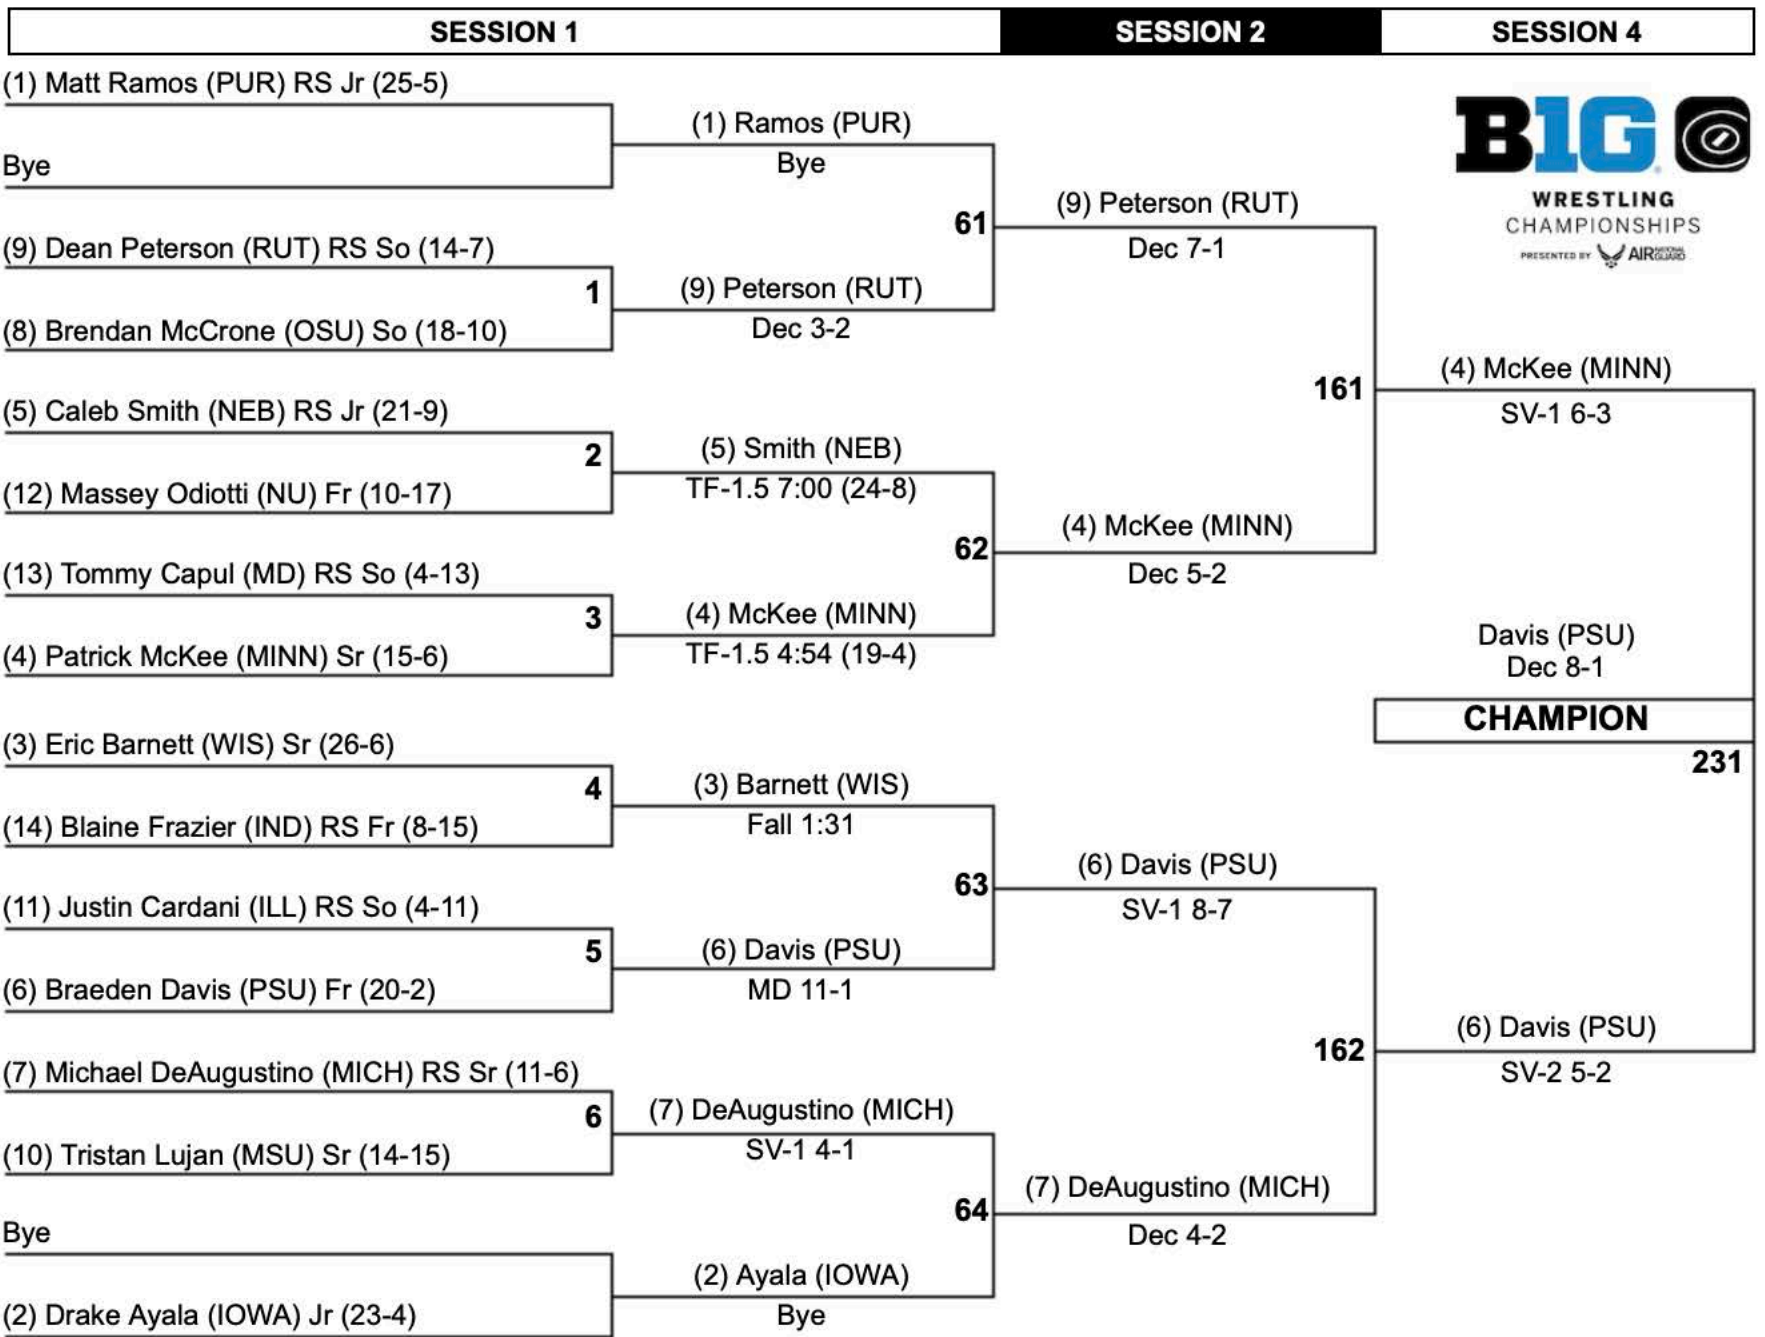 SESSION 1
SESSION 2
SESSION 4
(1) Matt Ramos (PUR) RS Jr (25-5)
Bye
(9) Dean Peterson (RUT) RS So (14-7)
1
(8) Brendan McCrone (OSU) So (18-10)
(5) Caleb Smith (NEB) RS Jr (21-9)
2
(12) Massey Odiotti (NU) Fr (10-17)
(13) Tommy Capul (MD) RS So (4-13)
3
(4) Patrick McKee (MINN) Sr (15-6)
(3) Eric Barnett (WIS) Sr (26-6)
4
(14) Blaine Frazier (IND) RS Fr (8-15)
(11) Justin Cardani (ILL) RS So (4-11)
5
(6) Braeden Davis (PSU) Fr (20-2)
(7) Michael DeAugustino (MICH) RS Sr (11-6)
6
(10) Tristan Lujan (MSU) Sr (14-15)
Bye
(2) Drake Ayala (IOWA) Jr (23-4)
(1) Ramos (PUR)
Bye
61
(9) Peterson (RUT)
Dec 3-2
(5) Smith (NEB)
TF-1.5 7:00 (24-8)
62
(4) McKee (MINN)
TF-1.5 4:54 (19-4)
(3) Barnett (WIS)
Fall 1:31
63
(6) Davis (PSU)
MD 11-1
(7) DeAugustino (MICH)
SV-1 4-1
64
(2) Ayala (IOWA)
Bye
(9) Peterson (RUT)
Dec 7-1
161
(4) McKee (MINN)
Dec 5-2
(6) Davis (PSU)
SV-1 8-7
162
(7) DeAugustino (MICH)
Dec 4-2
B1G
WRESTLING
CHAMPIONSHIPS
PRESENTED BY AIR NATIONAL GUARD
(4) McKee (MINN)
SV-1 6-3
Davis (PSU)
Dec 8-1
CHAMPION
231
(6) Davis (PSU)
SV-2 5-2